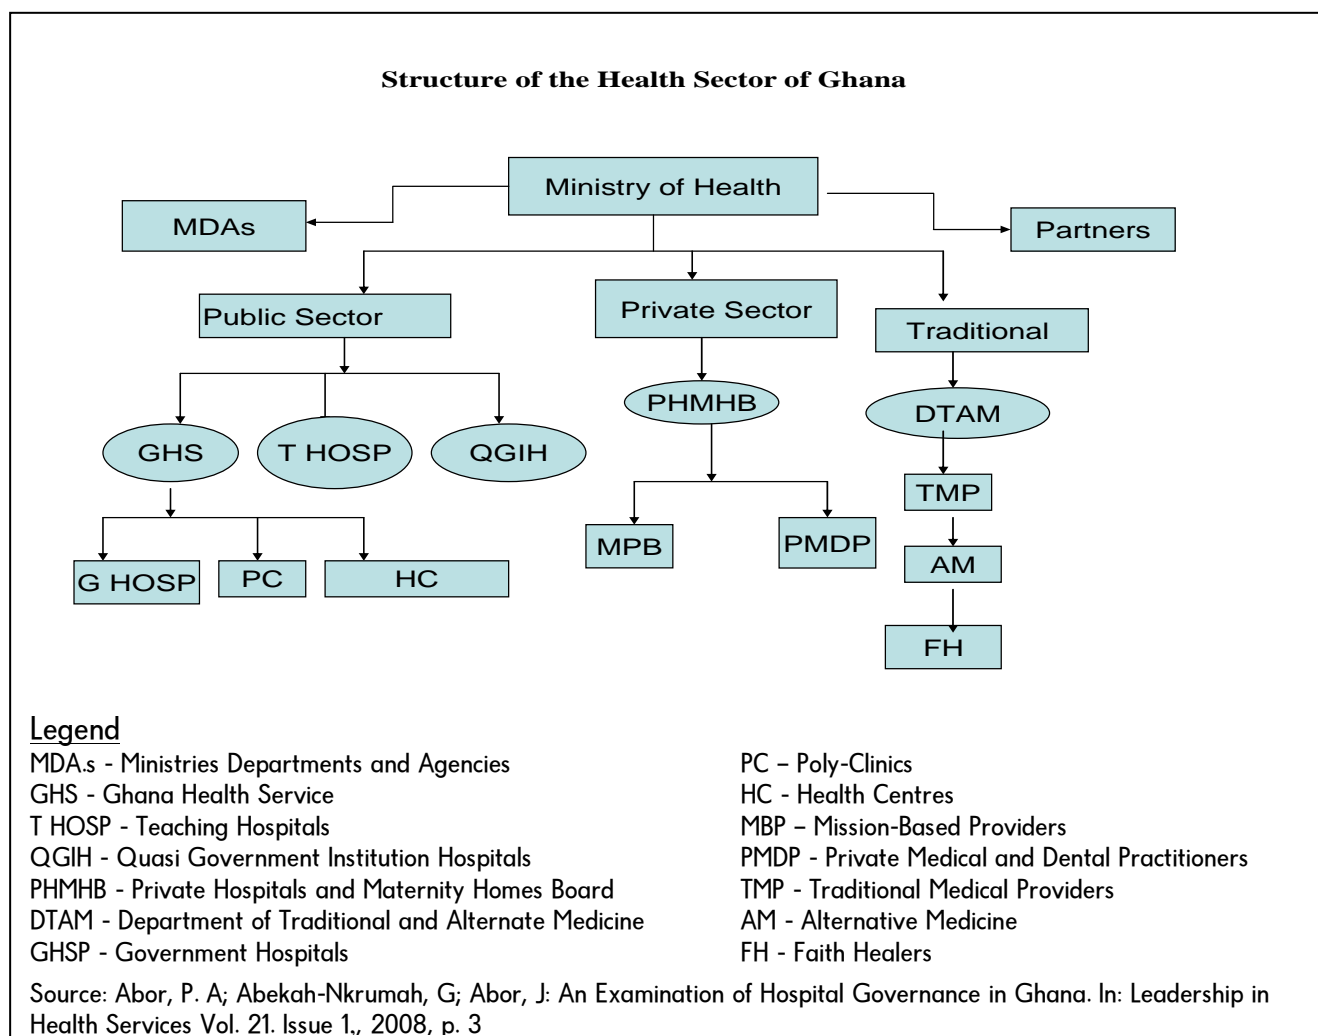 Structure of the Health Sector of Ghana
Ministry of Health
MDAs
Partners
Public Sector
Private Sector
Traditional
PHMHB
DTAM
GHS
T HOSP
QGIH
TMP
MPB
PMDP
AM
G HOSP
PC
HC
FH
Legend
MDA.s - Ministries Departments and Agencies
GHS - Ghana Health Service
T HOSP - Teaching Hospitals
QGIH - Quasi Government Institution Hospitals
PHMHB - Private Hospitals and Maternity Homes Board
DTAM - Department of Traditional and Alternate Medicine
GHSP - Government Hospitals
PC – Poly-Clinics
HC - Health Centres
MBP – Mission-Based Providers
PMDP - Private Medical and Dental Practitioners
TMP - Traditional Medical Providers
AM - Alternative Medicine
FH - Faith Healers
Source: Abor, P. A; Abekah-Nkrumah, G; Abor, J: An Examination of Hospital Governance in Ghana. In: Leadership in
Health Services Vol. 21. Issue 1,, 2008, p. 3